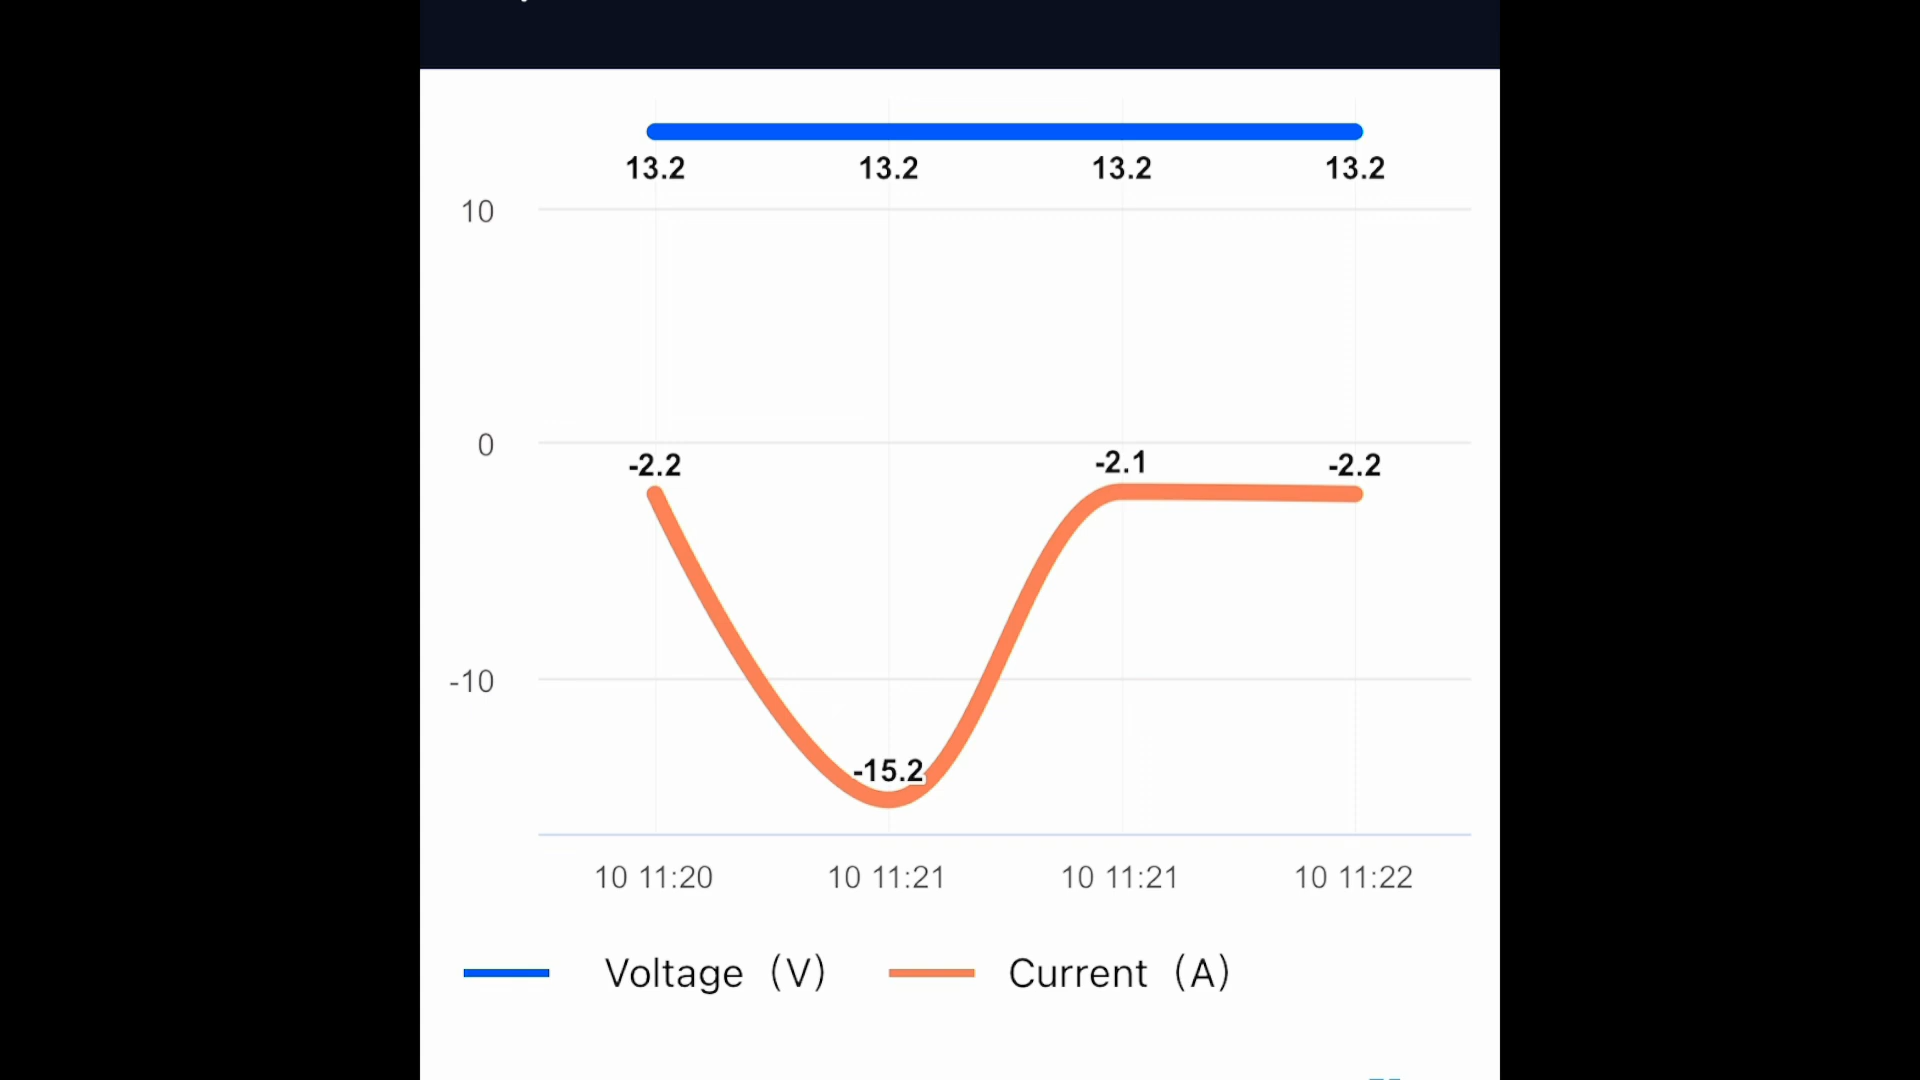 13.2 13.2 13.2 13.2
10
0
-2.2 -2.1 -2.2
-10
-15.2
10 11:20 10 11:21 10 11:21 10 11:22
Voltage（V） Current（A）